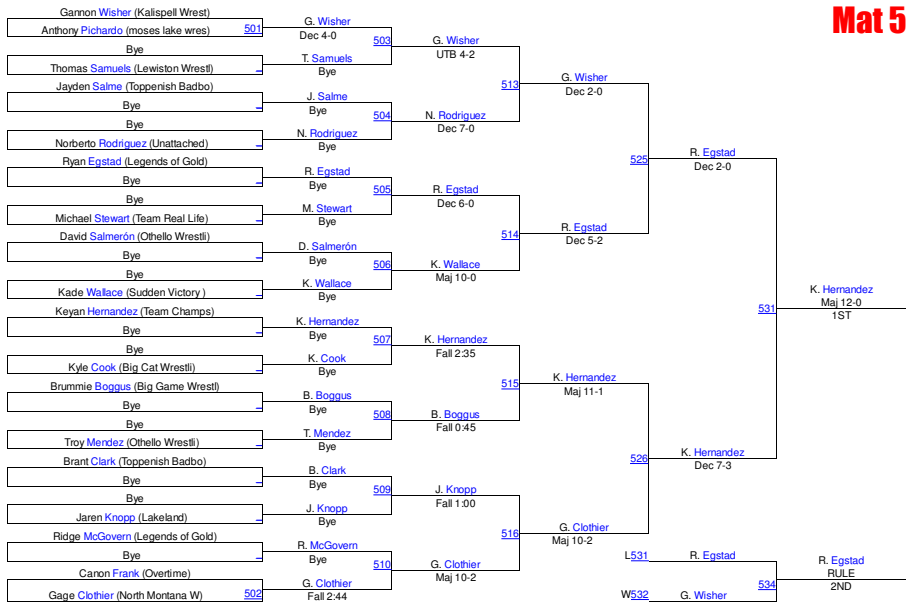 Mat 5
Gannon Wisher (Kalispell Wrest)
Anthony Pichardo (moses lake wres) 501
Bye
Thomas Samuels (Lewiston Wrestl)
Jayden Salme (Toppenish Badbo)
Bye
Bye
Norberto Rodriguez (Unattached)
Ryan Egstad (Legends of Gold)
Bye
Bye
Michael Stewart (Team Real Life)
David Salmerón (Othello Wrestli)
Bye
Bye
Kade Wallace (Sudden Victory )
Keyan Hernandez (Team Champs)
Bye
Bye
Kyle Cook (Big Cat Wrestli)
Brummie Boggus (Big Game Wrestl)
Bye
Bye
Troy Mendez (Othello Wrestli)
Brant Clark (Toppenish Badbo)
Bye
Bye
Jaren Knopp (Lakeland)
Ridge McGovern (Legends of Gold)
Bye
Canon Frank (Overtime)
Gage Clothier (North Montana W) 502
G. Wisher
Dec 4-0
503
T. Samuels
Bye
J. Salme
Bye
504
N. Rodriguez
Bye
R. Egstad
Bye
505
M. Stewart
Bye
D. Salmerón
Bye
506
K. Wallace
Bye
K. Hernandez
Bye
507
K. Cook
Bye
B. Boggus
Bye
508
T. Mendez
Bye
B. Clark
Bye
509
J. Knopp
Bye
R. McGovern
Bye
510
G. Clothier
Fall 2:44
G. Wisher
UTB 4-2
513
N. Rodriguez
Dec 7-0
R. Egstad
Dec 6-0
514
K. Wallace
Maj 10-0
K. Hernandez
Fall 2:35
515
B. Boggus
Fall 0:45
J. Knopp
Fall 1:00
516
G. Clothier
Maj 10-2
G. Wisher
Dec 2-0
525
R. Egstad
Dec 5-2
K. Hernandez
Maj 11-1
526
G. Clothier
Maj 10-2
R. Egstad
Dec 2-0
531
K. Hernandez
Dec 7-3
K. Hernandez
Maj 12-0
1ST
L531 R. Egstad
534
W532 G. Wisher
R. Egstad
RULE
2ND